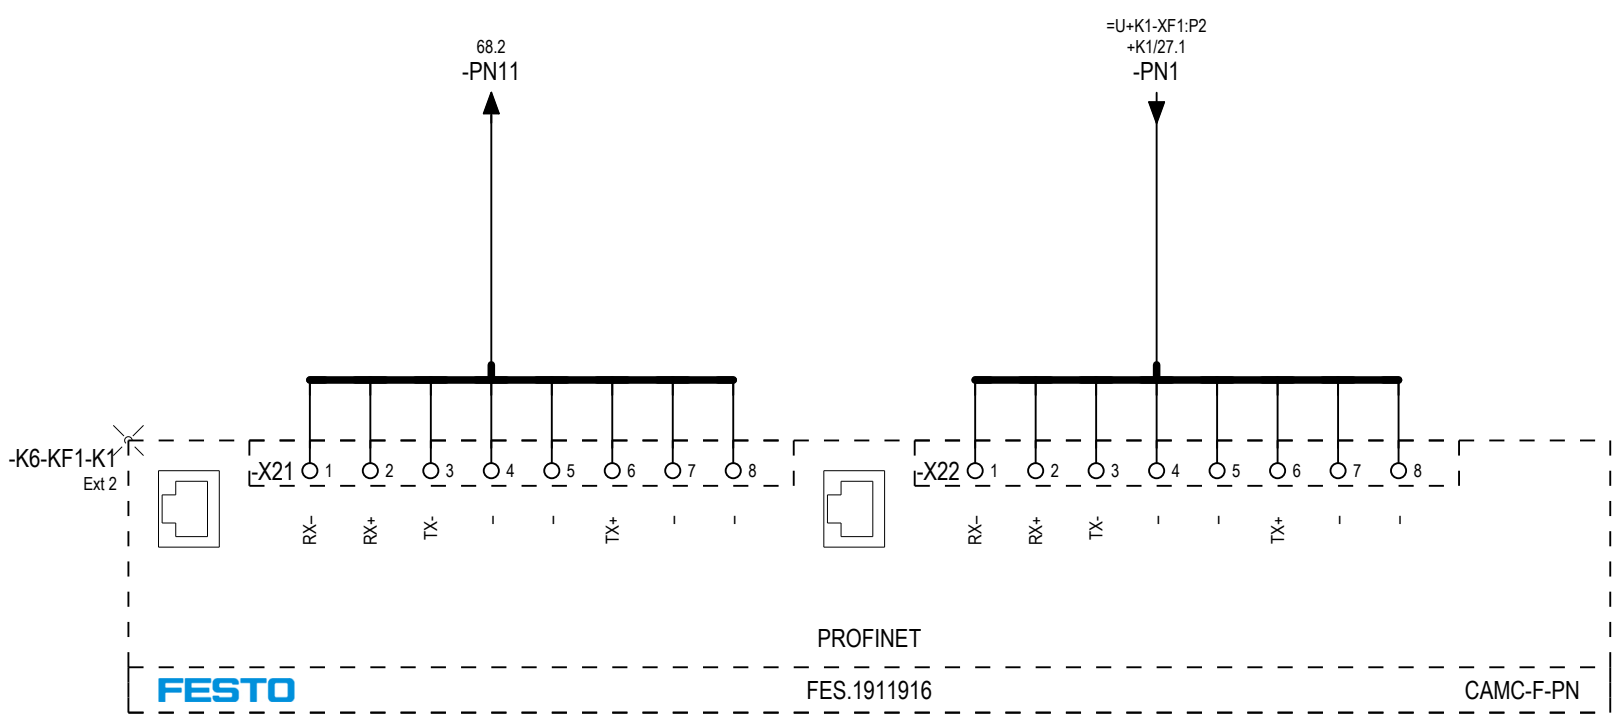 68.2
-PN11
=U+K1-XF1:P2
+K1/27.1
-PN1
-K6-KF1-K1
Ext 2
-X21 1 2 3 4 5 6 7 8
-X22 1 2 3 4 5 6 7 8
RX- RX+ TX- - - TX+ - -
RX- RX+ TX- - - TX+ - -
PROFINET
FESTO
FES.1911916
CAMC-F-PN